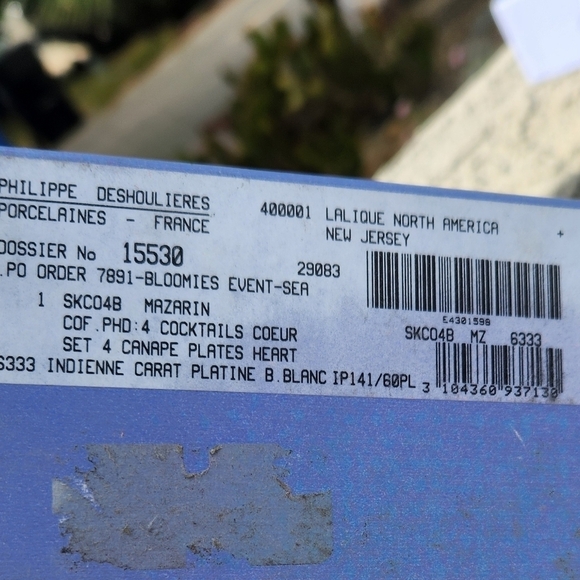 PHILIPPE DESHOULIERES
PORCELAINES - FRANCE
400001 LALIQUE NORTH AMERICA
NEW JERSEY
+
DOSSIER No 15530
29083
.PO ORDER 7891-BLOOMIES EVENT-SEA
E4301598
1 SKC04B MAZARIN
SKC04B MZ 6333
COF.PHD:4 COCKTAILS COEUR
SET 4 CANAPE PLATES HEART
S333 INDIENNE CARAT PLATINE B.BLANC IP141/60PL
3 104360 937130